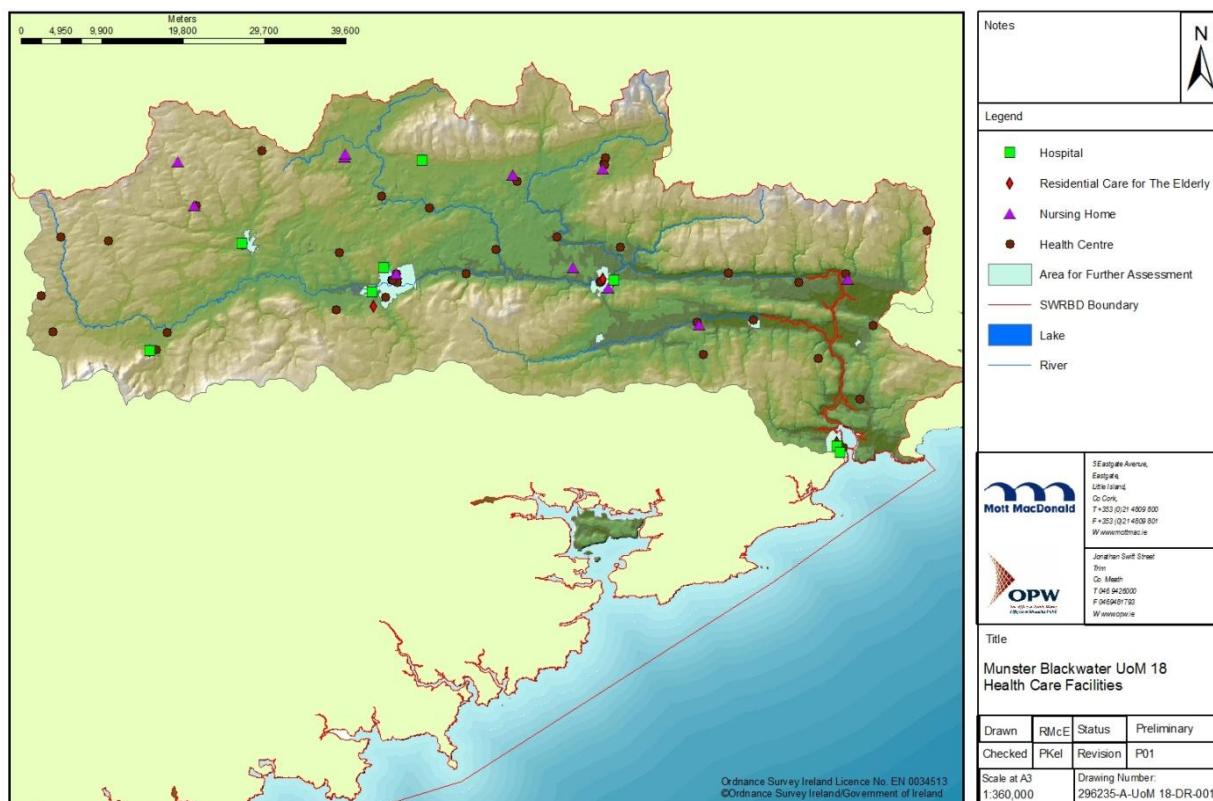 Meters
0 4,950 9,900 19,800 29,700 39,600
Ordnance Survey Ireland Licence No. EN 0034513
©Ordnance Survey Ireland/Government of Ireland
Notes
N
Legend
Hospital
Residential Care for The Elderly
Nursing Home
Health Centre
Area for Further Assessment
SWRBD Boundary
Lake
River
Mott MacDonald
5 Eastgate Avenue,
Eastgate,
Little Island,
Co Cork,
T +353 (0)21 4809 800
F +353 (0)21 4809 801
W www.mottmac.ie
OPW
Jonathan Swift Street
Trim
Co. Meath
T 046 9426000
F 0469481793
W www.opw.ie
Title
Munster Blackwater UoM 18
Health Care Facilities
Drawn RMcE Status Preliminary
Checked PKel Revision P01
Scale at A3
1:360,000
Drawing Number:
296235-A-UoM 18-DR-001